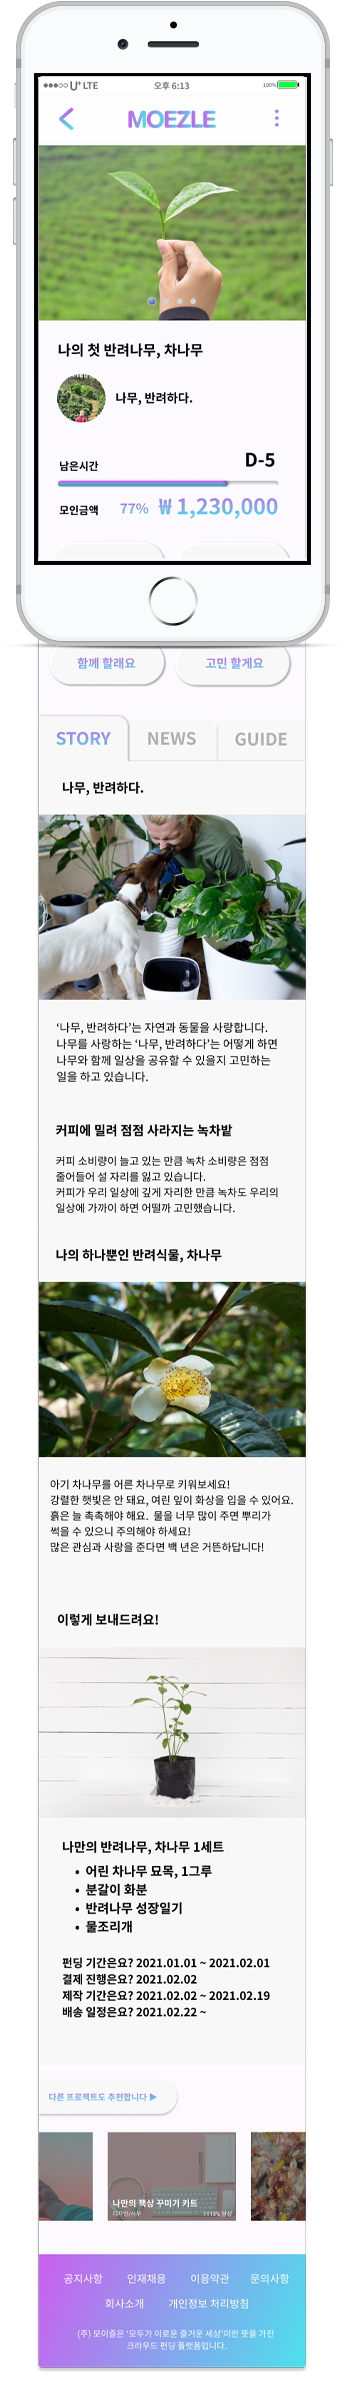 U+ LTE 오후 6:13 100%
MOEZLE
나의 첫 반려나무, 차나무
나무, 반려하다.
남은시간 D-5
모인금액 77% ₩ 1,230,000
함께 할래요 고민 할게요
STORY NEWS GUIDE
나무, 반려하다.
‘나무, 반려하다’는 자연과 동물을 사랑합니다.
나무를 사랑하는 ‘나무, 반려하다’는 어떻게 하면
나무와 함께 일상을 공유할 수 있을지 고민하는
일을 하고 있습니다.
커피에 밀려 점점 사라지는 녹차밭
커피 소비량이 늘고 있는 만큼 녹차 소비량은 점점
줄어들어 설 자리를 잃고 있습니다.
커피가 우리 일상에 깊게 자리한 만큼 녹차도 우리의
일상에 가까이 하면 어떨까 고민했습니다.
나의 하나뿐인 반려식물, 차나무
아기 차나무를 어른 차나무로 키워보세요!
강렬한 햇빛은 안 돼요, 여린 잎이 화상을 입을 수 있어요.
흙은 늘 촉촉해야 해요. 물을 너무 많이 주면 뿌리가
썩을 수 있으니 주의해야 하세요!
많은 관심과 사랑을 준다면 백 년은 거뜬하답니다!
이렇게 보내드려요!
나만의 반려나무, 차나무 1세트
• 어린 차나무 묘목, 1그루
• 분갈이 화분
• 반려나무 성장일기
• 물조리개
펀딩 기간은요? 2021.01.01 ~ 2021.02.01
결제 진행은요? 2021.02.02
제작 기간은요? 2021.02.02 ~ 2021.02.19
배송 일정은요? 2021.02.22 ~
다른 프로젝트도 추천합니다 ▶
나만의 책상 꾸미기 키트
디자인/사무 달성
공지사항 인재채용 이용약관 문의사항
회사소개 개인정보 처리방침
(주) 모이즐은 ‘모두가 이로운 즐거운 세상’이란 뜻을 가진
크라우드 펀딩 플랫폼입니다.